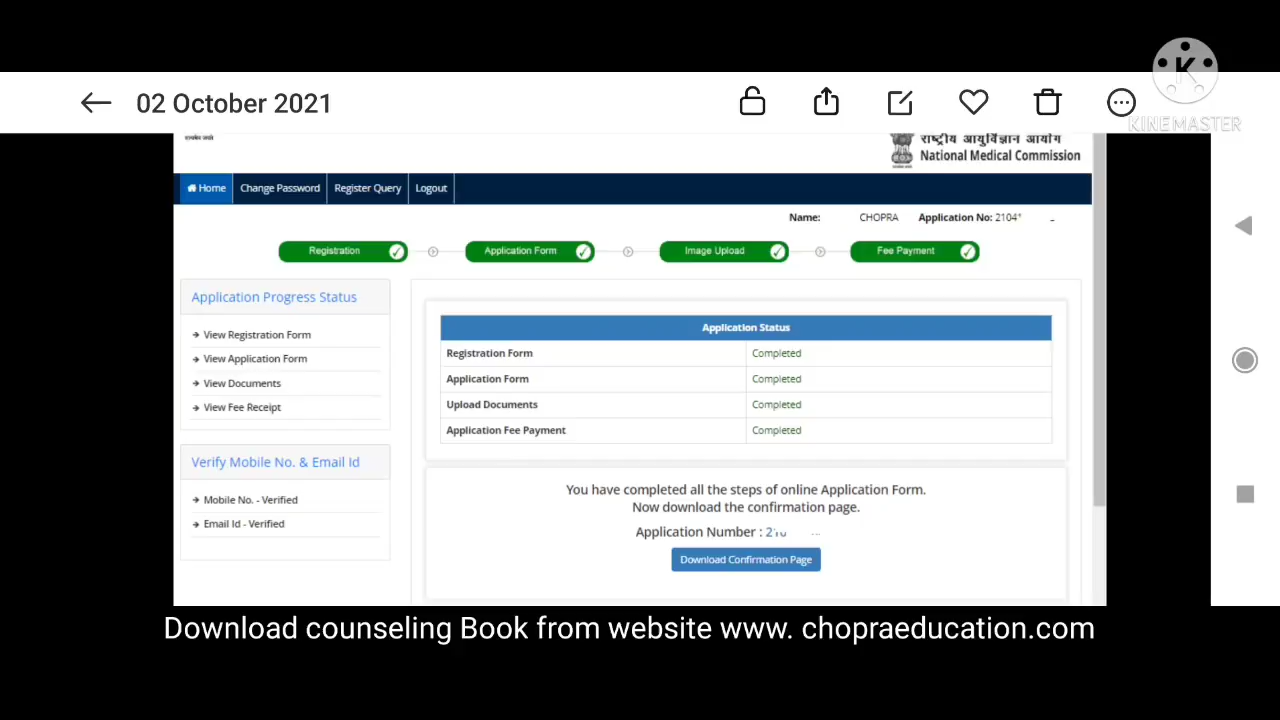 02 October 2021
KINEMASTER
राष्ट्रीय आयुर्विज्ञान आयोग
National Medical Commission
Home Change Password Register Query Logout
Name: CHOPRA Application No: 2104
Registration Application Form Image Upload Fee Payment
Application Progress Status
View Registration Form
View Application Form
View Documents
View Fee Receipt
Verify Mobile No. & Email Id
Mobile No. - Verified
Email Id - Verified
Application Status
Registration Form Completed
Application Form Completed
Upload Documents Completed
Application Fee Payment Completed
You have completed all the steps of online Application Form.
Now download the confirmation page.
Application Number :
Download Confirmation Page
Download counseling Book from website www. chopraeducation.com